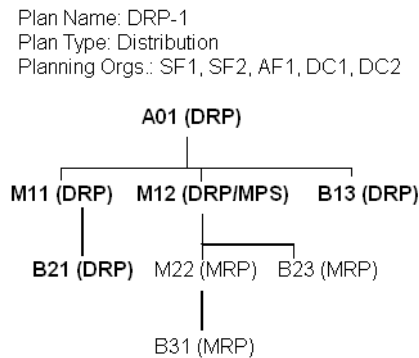 Plan Name: DRP-1
Plan Type: Distribution
Planning Orgs.: SF1, SF2, AF1, DC1, DC2
A01 (DRP)
M11 (DRP) M12 (DRP/MPS) B13 (DRP)
B21 (DRP) M22 (MRP) B23 (MRP)
B31 (MRP)